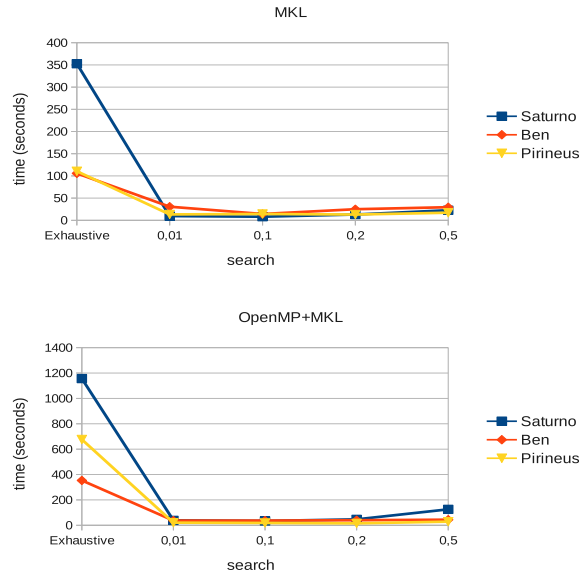 MKL
400
350
300
250
200
150
100
50
0
time (seconds)
Exhaustive 0,01 0,1 0,2 0,5
search
Saturno
Ben
Pirineus
OpenMP+MKL
1400
1200
1000
800
600
400
200
0
time (seconds)
Exhaustive 0,01 0,1 0,2 0,5
search
Saturno
Ben
Pirineus